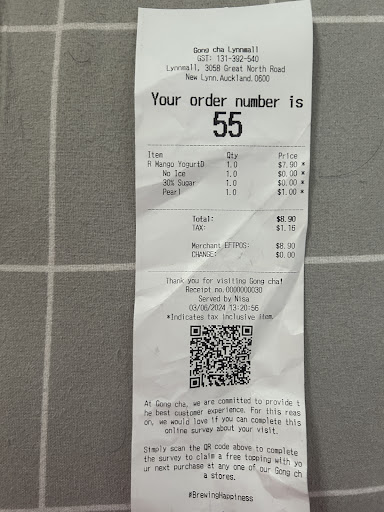 Gong cha Lynnmall
GST: 131-392-540
Lynnmall, 3058 Great North Road
New Lynn.Auckland.0600
Your order number is
55
Item Qty Price
R Mango YogurtD 1.0 $7.90 *
No Ice 1.0 $0.00 *
30% Sugar 1.0 $0.00 *
Pearl 1.0 $1.00 *
Total: $8.90
TAX: $1.16
Merchant EFTPOS: $8.90
CHANGE: $0.00
Thank you for visiting Gong cha!
Receipt no.0000000030
Served by Nisa
03/06/2024 13:20:56
*Indicates tax inclusive item.
At Gong cha, we are committed to provide t
he best customer experience. For this reas
on, we would love if you can complete this
online survey about your visit.
Simply scan the QR code above to complete
the survey to claim a free topping with yo
ur next purchase at any one of our Gong ch
a stores.
#BrewingHappiness